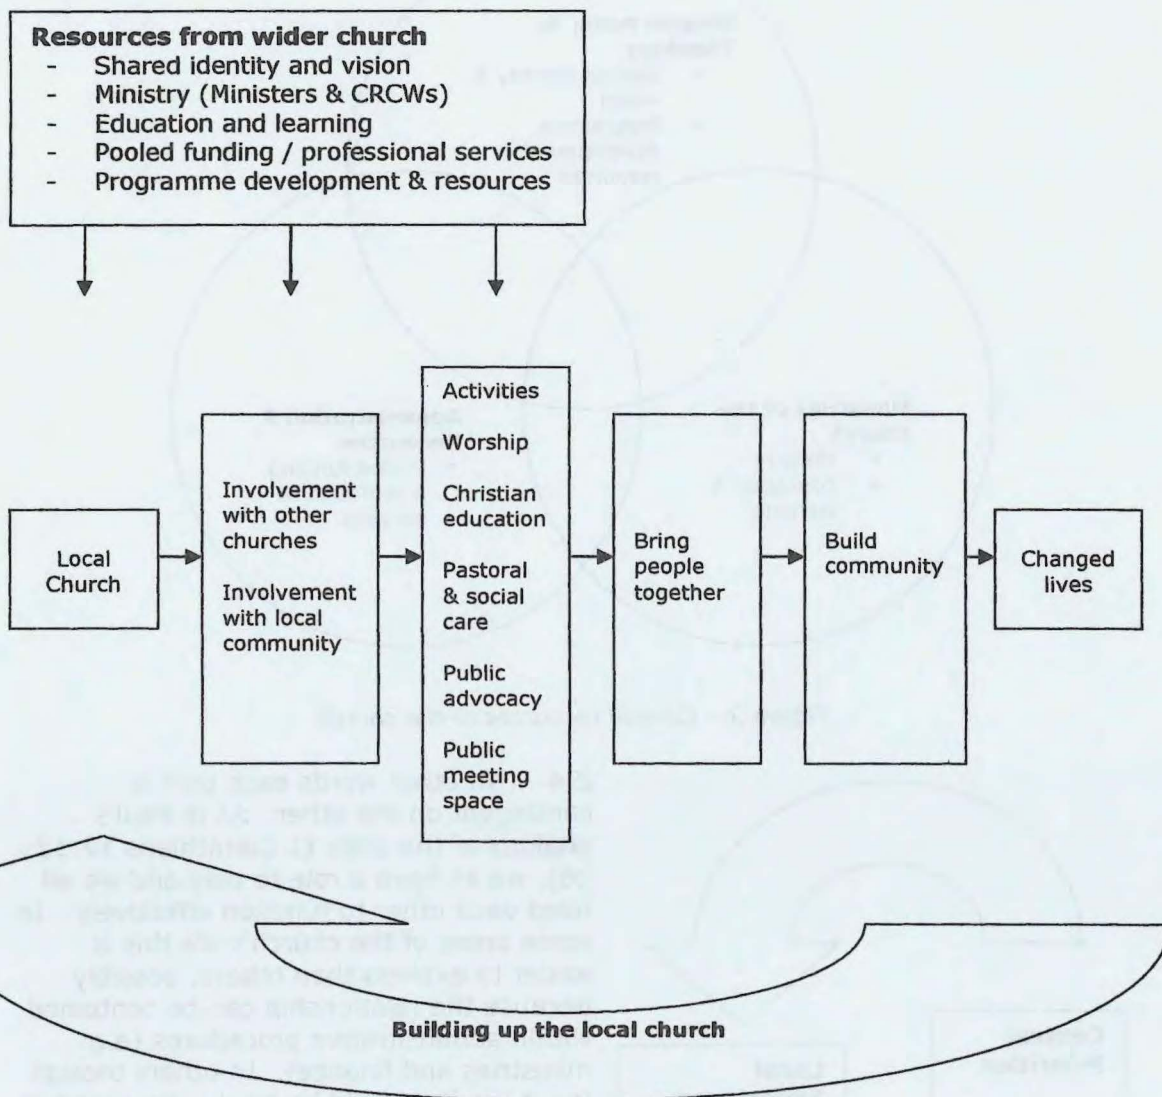 Resources from wider church
- Shared identity and vision
- Ministry (Ministers & CRCWs)
- Education and learning
- Pooled funding / professional services
- Programme development & resources
Local
Church
Involvement
with other
churches
Involvement
with local
community
Activities
Worship
Christian
education
Pastoral
& social
care
Public
advocacy
Public
meeting
space
Bring
people
together
Build
community
Changed
lives
Building up the local church